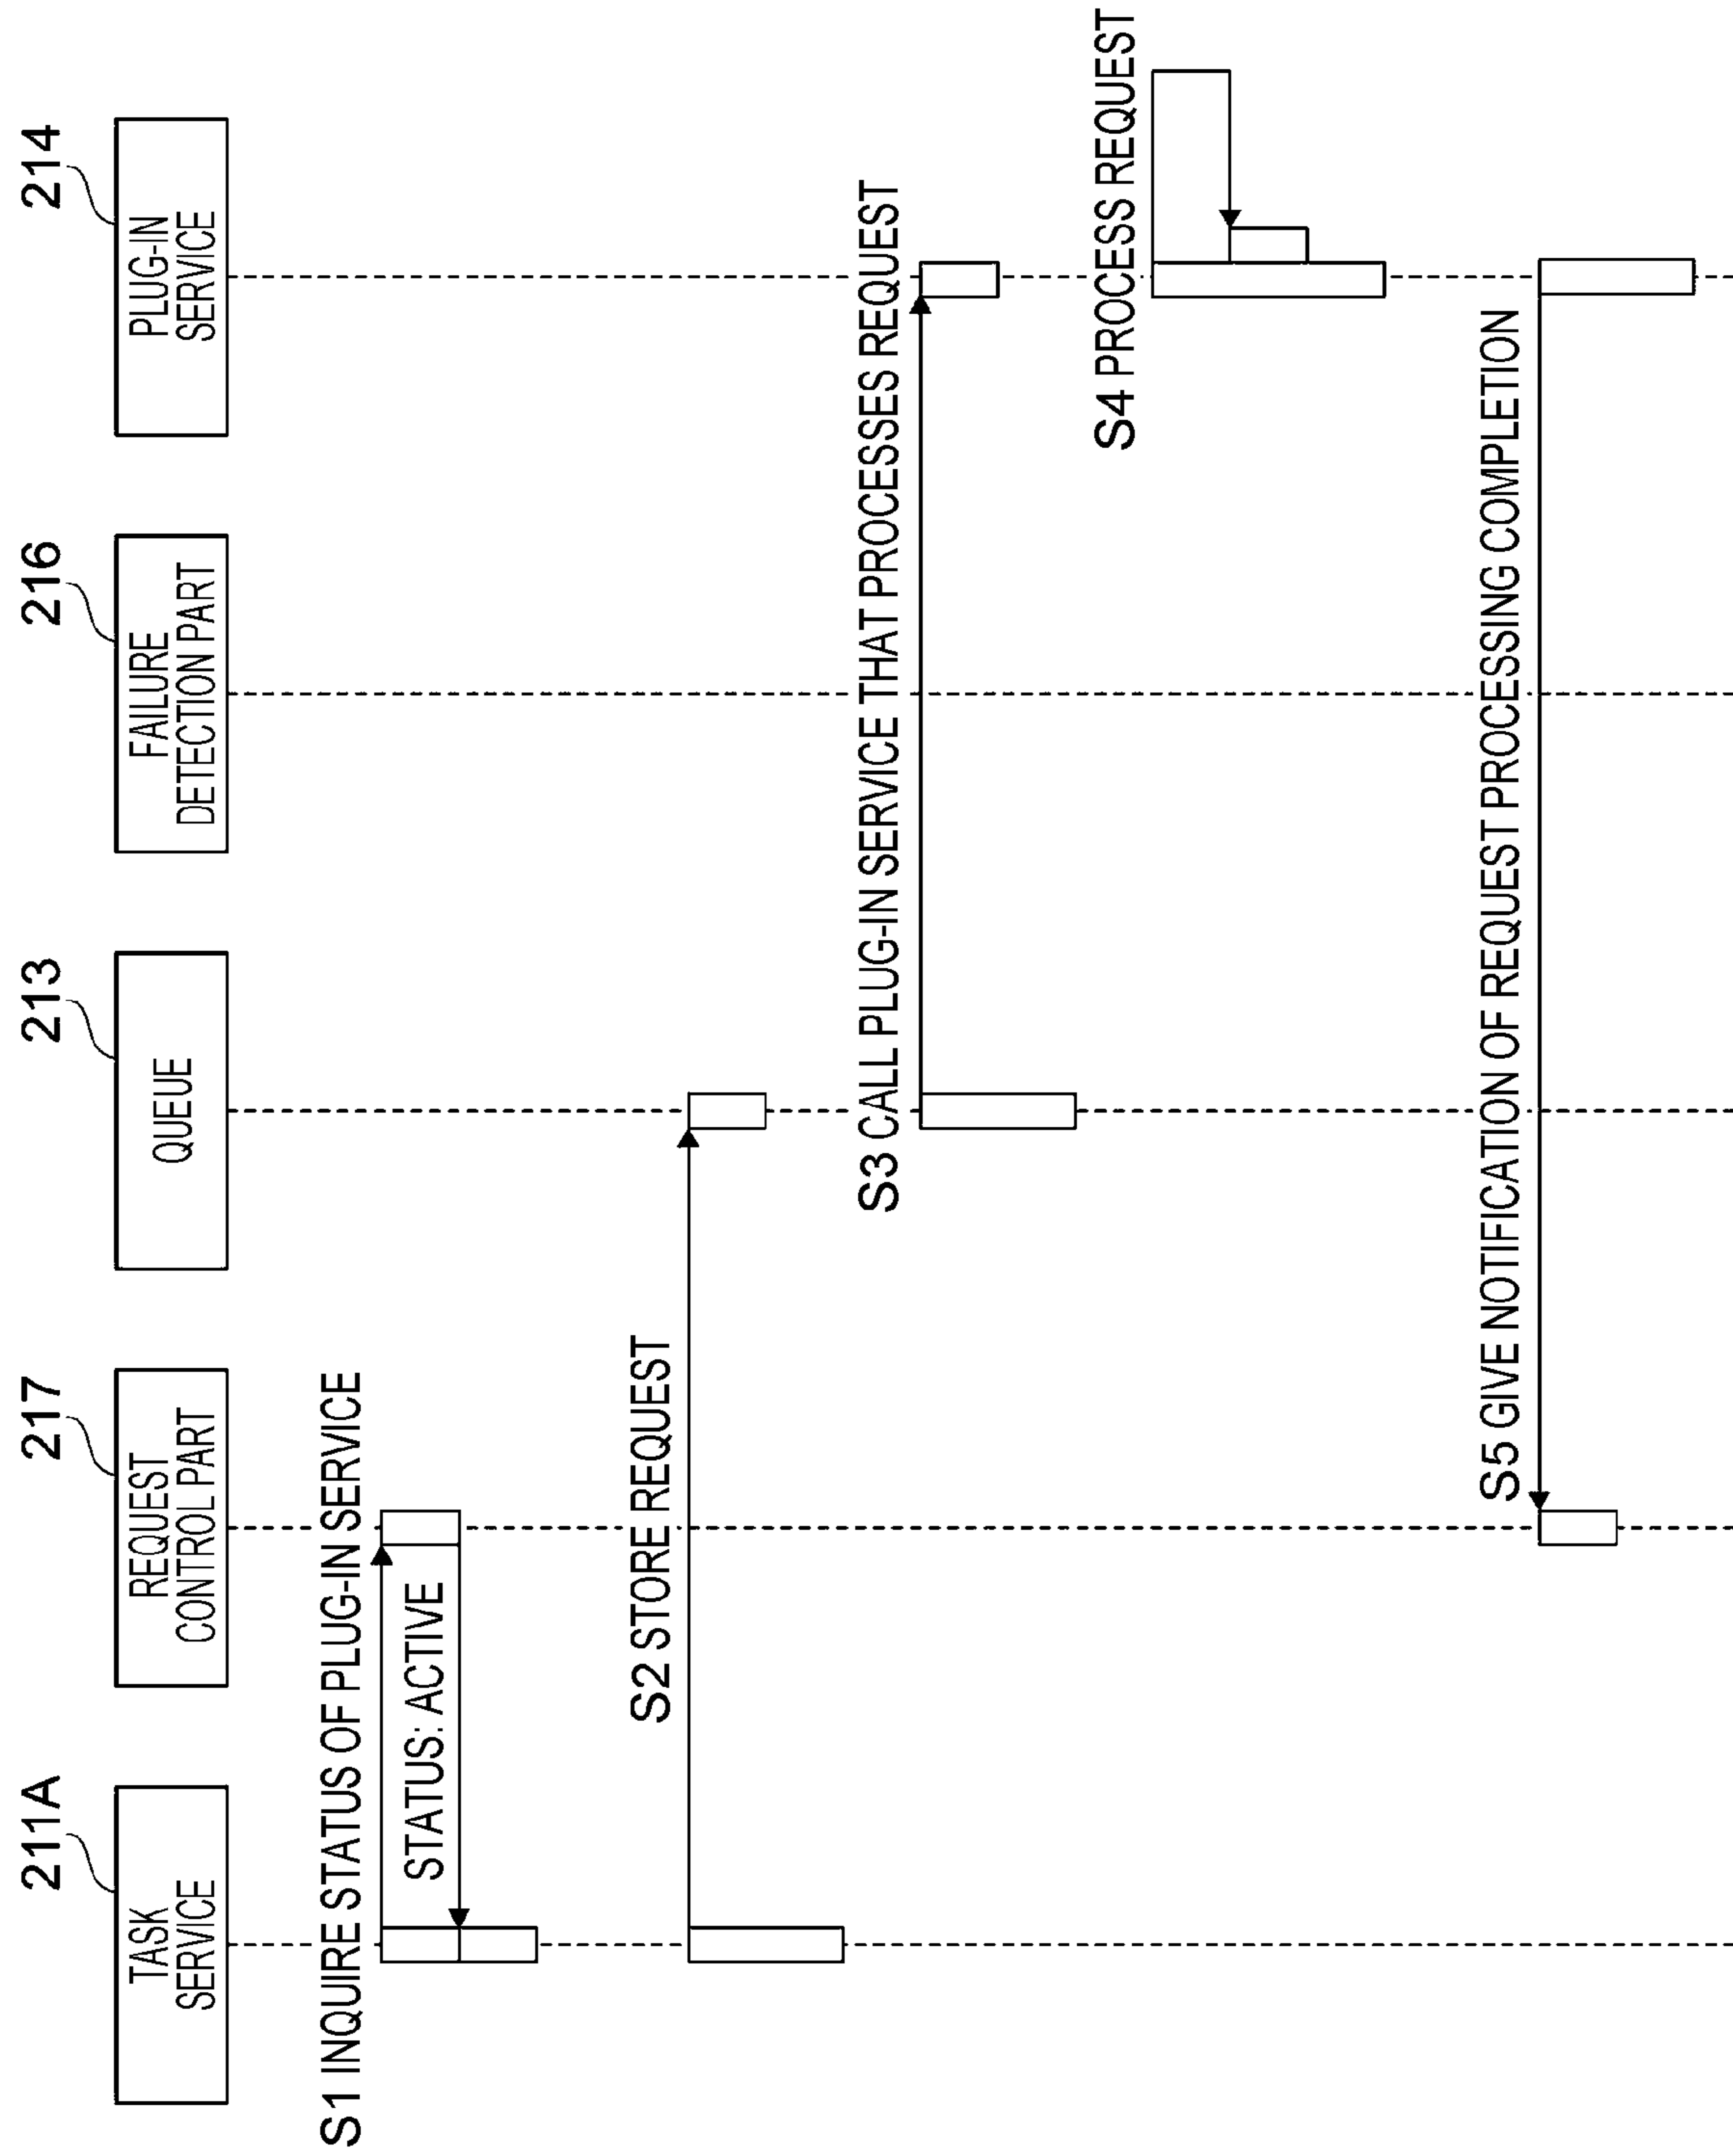 211A
TASK
SERVICE
217
REQUEST
CONTROL PART
213
QUEUE
216
FAILURE
DETECTION PART
214
PLUG-IN
SERVICE
S1 INQUIRE STATUS OF PLUG-IN SERVICE
STATUS: ACTIVE
S2 STORE REQUEST
S3 CALL PLUG-IN SERVICE THAT PROCESSES REQUEST
S4 PROCESS REQUEST
S5 GIVE NOTIFICATION OF REQUEST PROCESSING COMPLETION